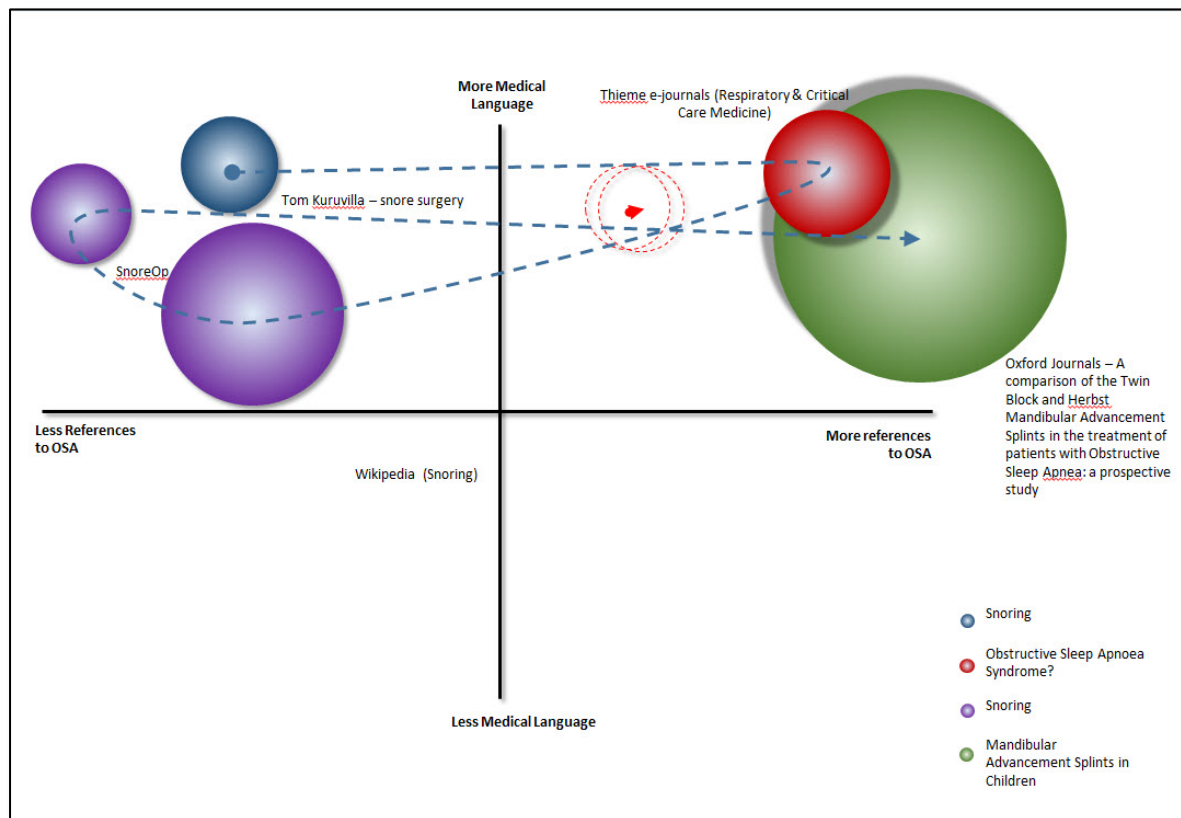 More Medical
Language
Thieme e-journals (Respiratory & Critical
Care Medicine)
Tom Kuruvilla – snore surgery
SnoreOp
Less References
to OSA
More references
to OSA
Wikipedia (Snoring)
Oxford Journals – A
comparison of the Twin
Block and Herbst
Mandibular Advancement
Splints in the treatment of
patients with Obstructive
Sleep Apnea: a prospective
study
Less Medical Language
Snoring
Obstructive Sleep Apnoea
Syndrome?
Snoring
Mandibular
Advancement Splints in
Children